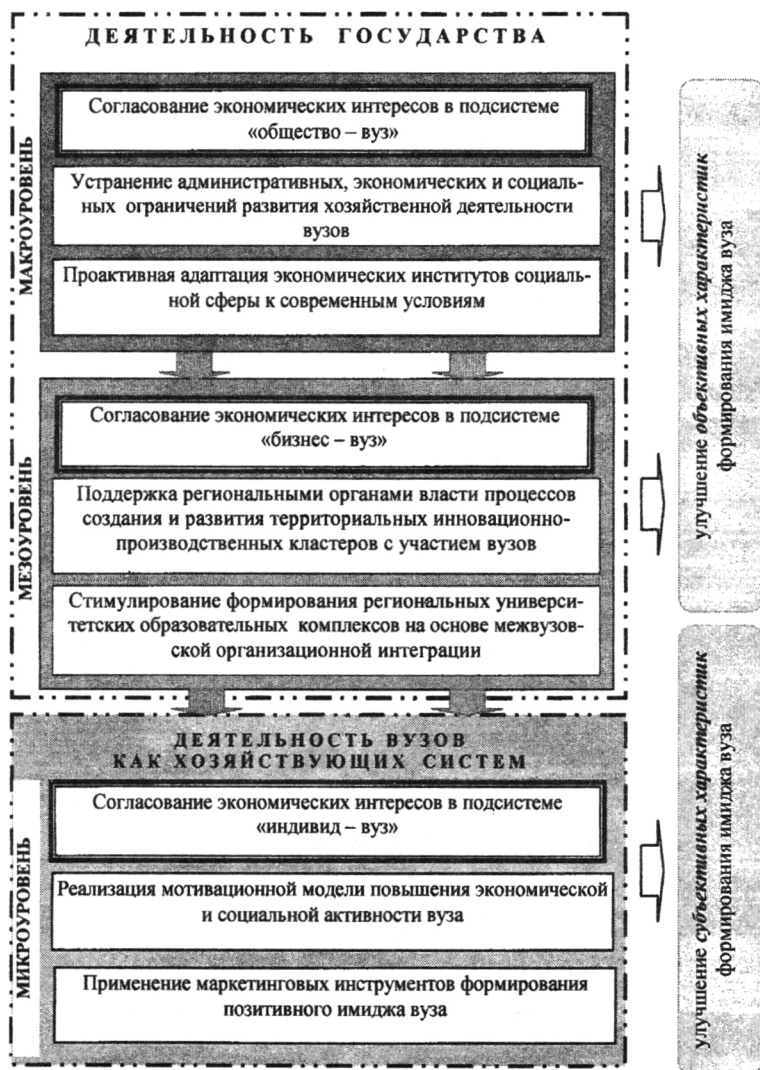 ДЕЯТЕЛЬНОСТЬ ГОСУДАРСТВА
МАКРОУРОВЕНЬ
Согласование экономических интересов в подсистеме
«общество – вуз»
Устранение административных, экономических и социаль-
ных ограничений развития хозяйственной деятельности
вузов
Проактивная адаптация экономических институтов социаль-
ной сферы к современным условиям
МЕЗОУРОВЕНЬ
Согласование экономических интересов в подсистеме
«бизнес – вуз»
Поддержка региональными органами власти процессов
создания и развития территориальных инновационно-
производственных кластеров с участием вузов
Стимулирование формирования региональных универси-
тетских образовательных комплексов на основе межвузов-
ской организационной интеграции
улучшение объективных характеристик
формирования имиджа вуза
ДЕЯТЕЛЬНОСТЬ ВУЗОВ
КАК ХОЗЯЙСТВУЮЩИХ СИСТЕМ
МИКРОУРОВЕНЬ
Согласование экономических интересов в подсистеме
«индивид – вуз»
Реализация мотивационной модели повышения экономической
и социальной активности вуза
Применение маркетинговых инструментов формирования
позитивного имиджа вуза
улучшение субъективных характеристик
формирования имиджа вуза